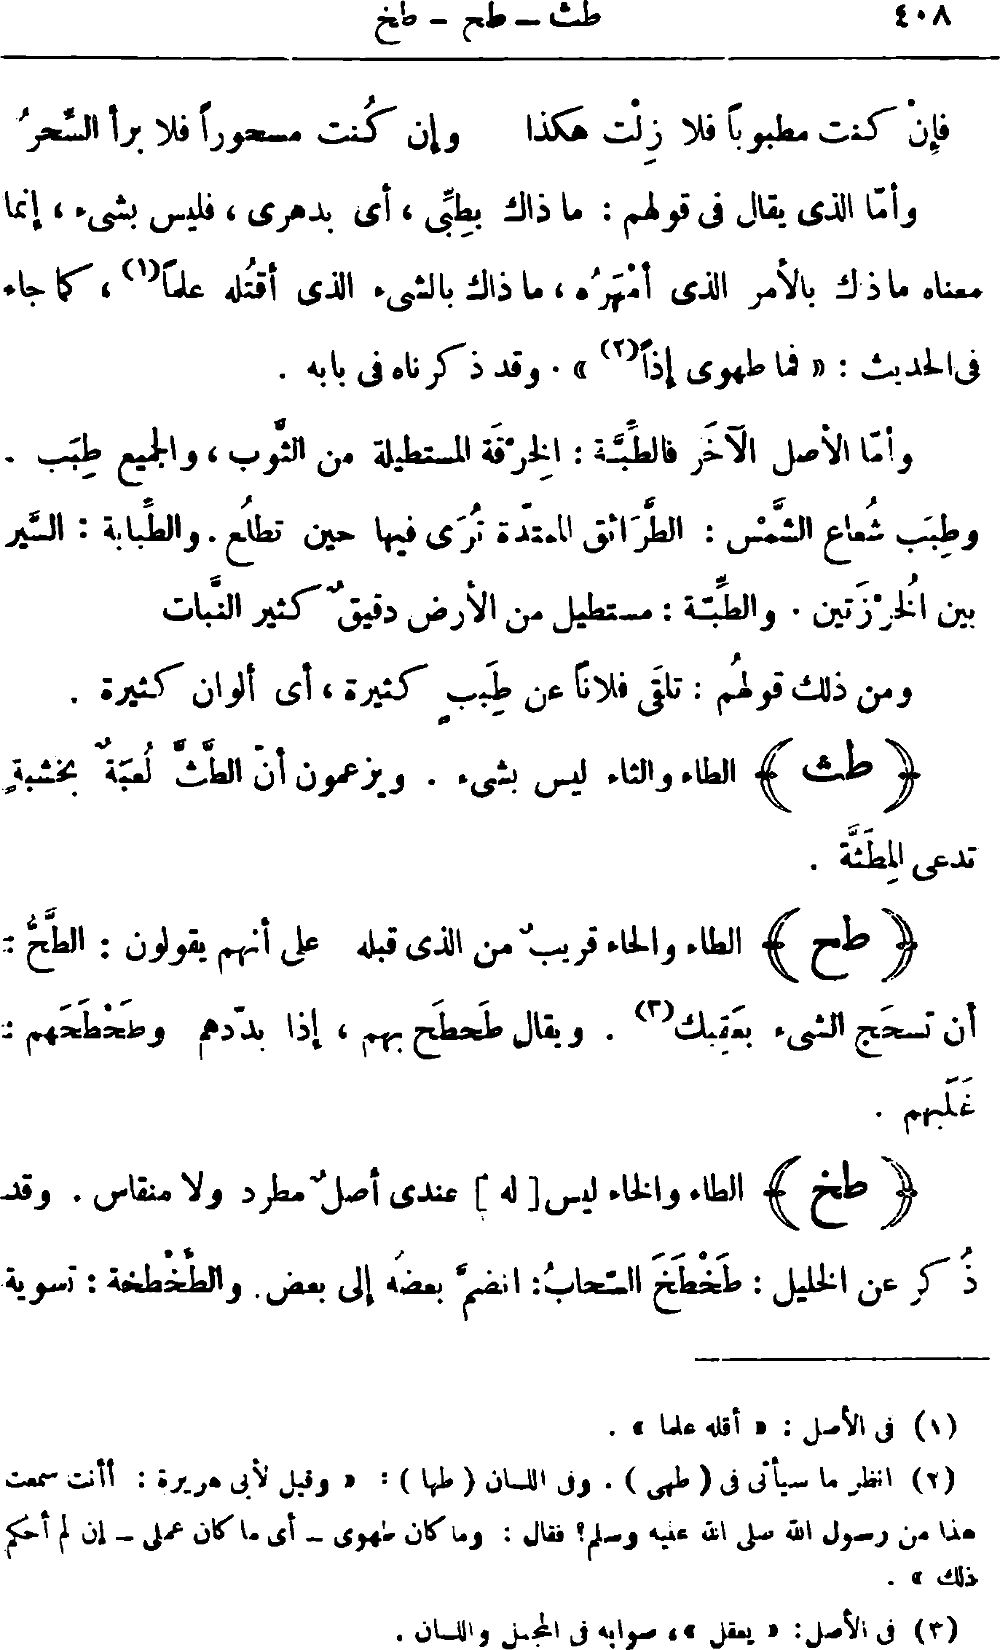 ٤٠٨ طث – طح – طخ
فإنْ كنت مطبوباً فلا زِلْت هكذا وإن كُنت مسحوراً فلا برأ السِّحرُ
وأمّا الذى يقال فى قولهم : ما ذاك بطِبِّى ، أى بدهرى ، فليس بشىء ، إنما
معناه ما ذك بالأمر الذى أمْهَرُه ، ما ذاك بالشىء الذى أقتُله علماً(١) ، كما جاء
فى الحديث : « فما طهوى إذاً(٢) » . وقد ذكرناه فى بابه .
وأمّا الأصل الآخَر فالطِّبَّة : الخِرْقَة المستطيلة من الثَّوب ، والجميع طِبَب .
وطِبَب شُعاع الشَّمْس : الطَّرَائق الممتدّة تُرَى فيها حين تطلُع . والطِّبابة : السَّير
بين الخُرْزَتين . والطِّبّة : مستطيل من الأرض دقيقٌ كثير النَّبات
ومن ذلك قولهُم : تلقَى فلاناً عن طِبَبٍ كثيرة ، أى ألوان كثيرة .
﴿ طث ﴾ الطاء والثاء ليس بشىء . ويزعمون أنّ الطَّثَّ لُعبَةٌ بخشبةٍ
تدعى المِطَثَّة .
﴿ طح ﴾ الطاء والحاء قريبٌ من الذى قبله على أنهم يقولون : الطَّحُّ :
أن تسحَج الشىء بعَقِبك(٣) . ويقال طَحطَح بهم ، إذا بدّدهم وطَحْطَحَهم :
غَلَبهم .
﴿ طخ ﴾ الطاء والخاء ليس [ له ] عندى أصلٌ مطرد ولا منقاس . وقد
ذُكر عن الخليل : طَخْطَخَ السّحابُ : انضمَّ بعضُه إلى بعض . والطَّخْطخة : تسوية
(١) فى الأصل : « أقله علما » .
(٢) انظر ما سيأتى فى ( طهى ) . وفى اللسان ( طها ) : « وقيل لأبى هريرة : أأنت سمعت
هذا من رسول الله صلى الله عليه وسلم؟ فقال : وما كان طهوى – أى ما كان عملى – إن لم أحكم
ذلك » .
(٣) فى الأصل : « يعقل » ، صوابه فى المجمل واللسان .